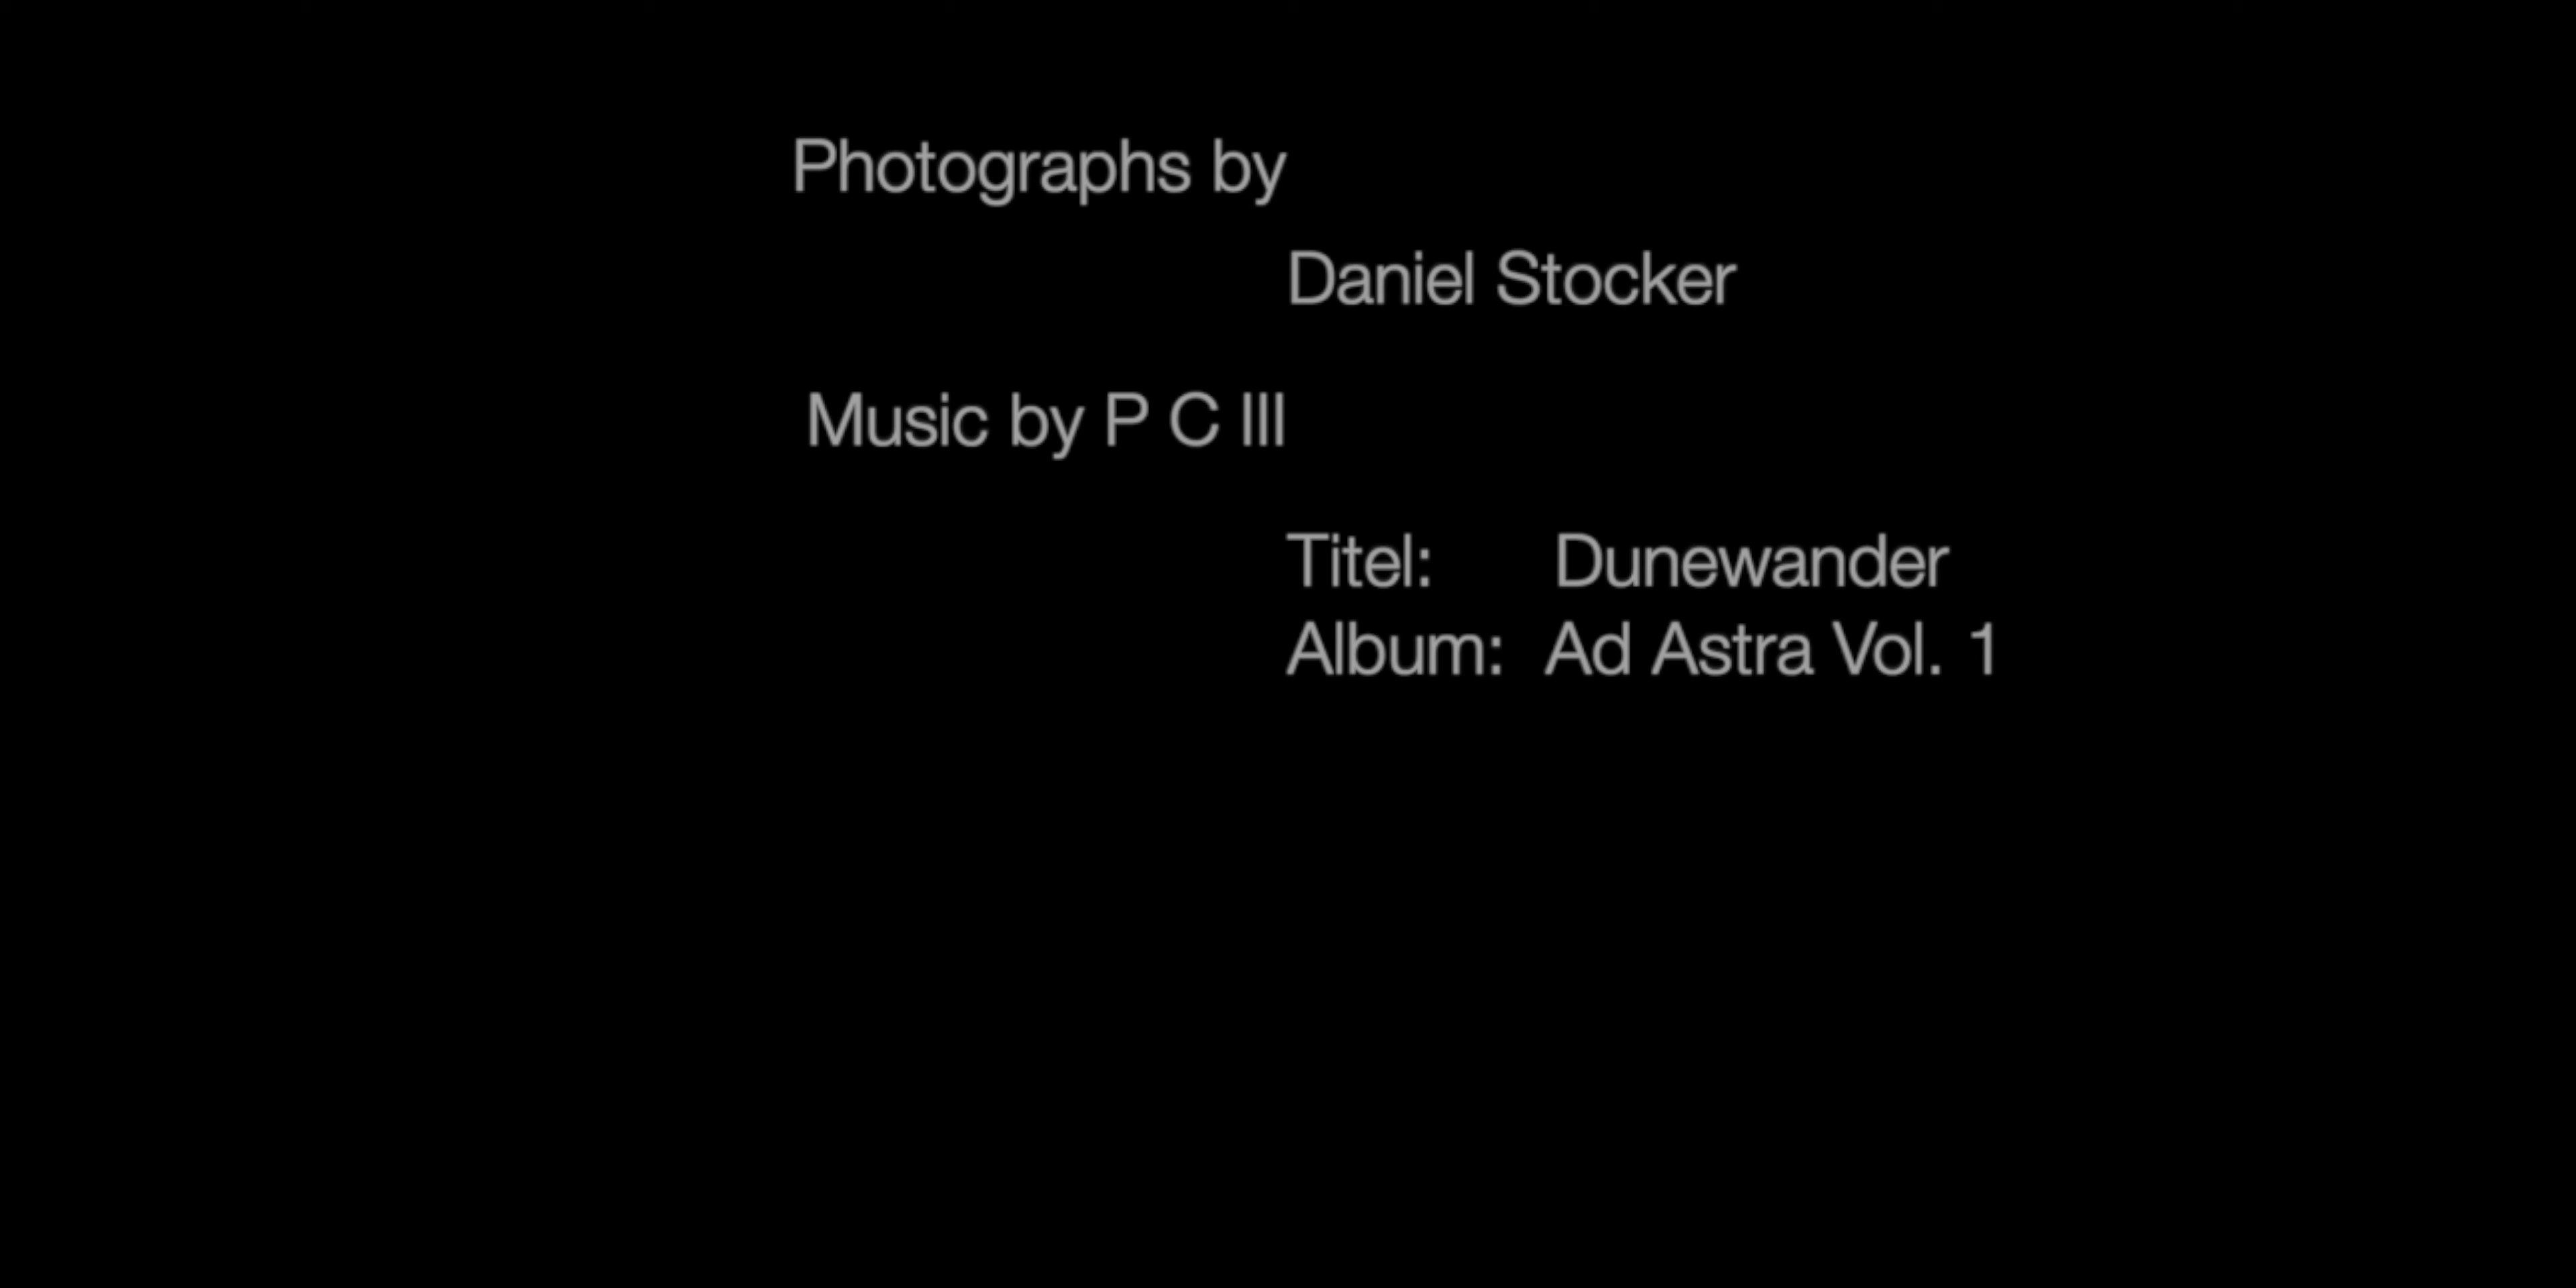 Photographs by
Daniel Stocker
Music by P C III
Titel: Dunewander
Album: Ad Astra Vol. 1